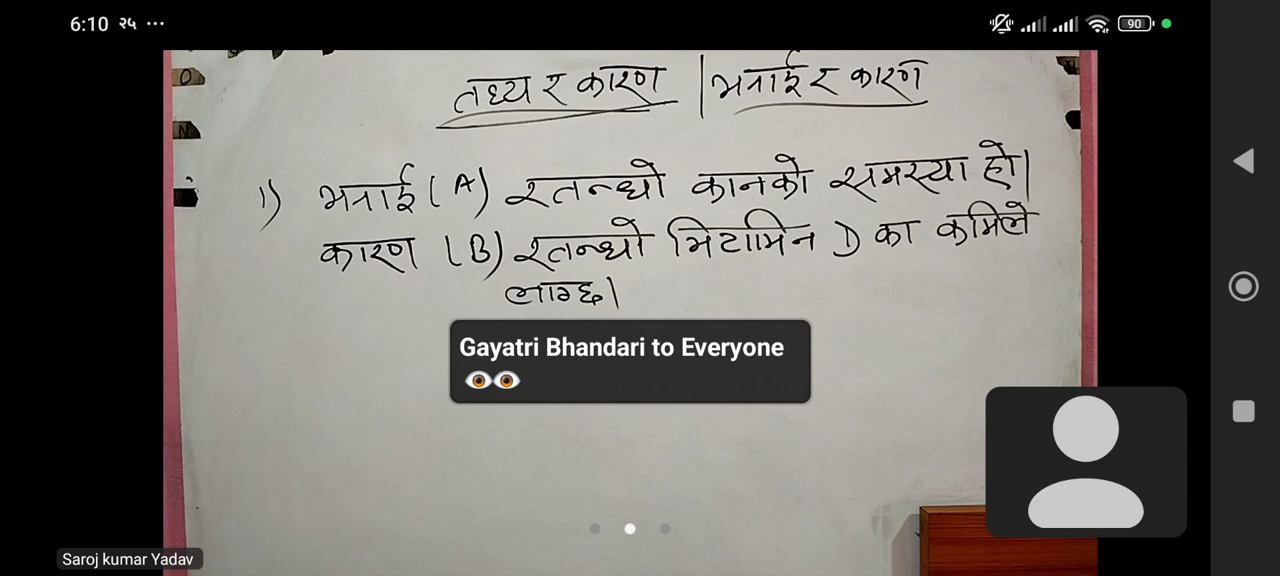 6:10 २५ ...
90
तथ्य र कारण | भनाई र कारण
1) भनाई (A) रतन्धो कानको समस्या हो।
कारण (B) रतन्धो भिटामिन D का कमिले
लाग्छ।
Gayatri Bhandari to Everyone
👁️👁️
Saroj kumar Yadav